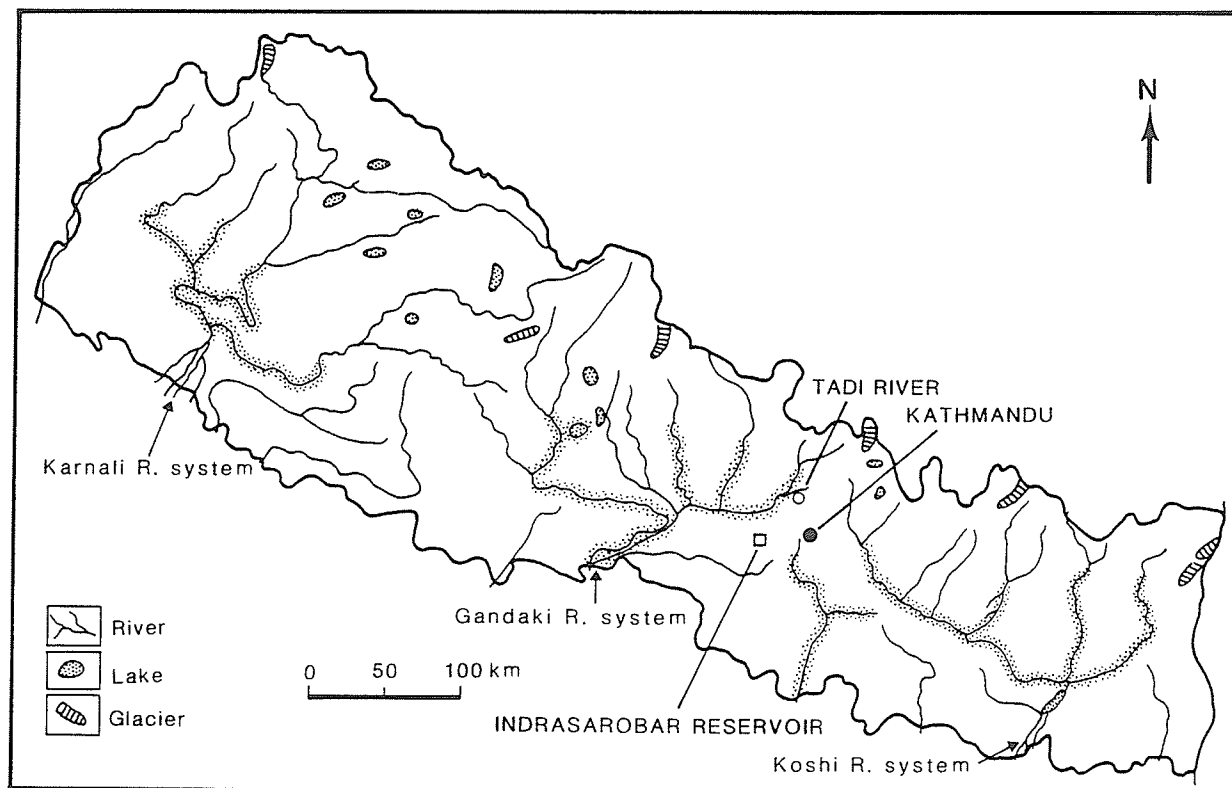 N
TADI RIVER
KATHMANDU
Karnali R. system
Gandaki R. system
River
Lake
Glacier
0 50 100 km
INDRASAROBAR RESERVOIR
Koshi R. system